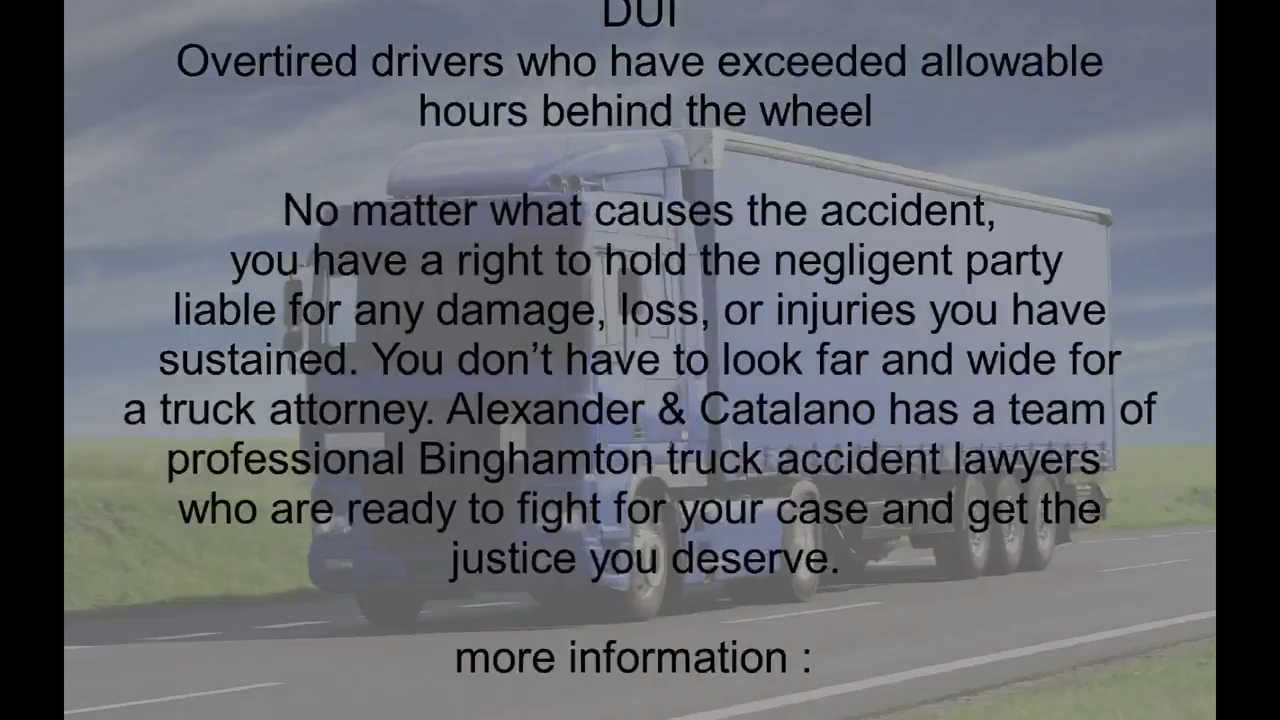 DUI
Overtired drivers who have exceeded allowable
hours behind the wheel
No matter what causes the accident,
you have a right to hold the negligent party
liable for any damage, loss, or injuries you have
sustained. You don’t have to look far and wide for
a truck attorney. Alexander & Catalano has a team of
professional Binghamton truck accident lawyers
who are ready to fight for your case and get the
justice you deserve.
more information :